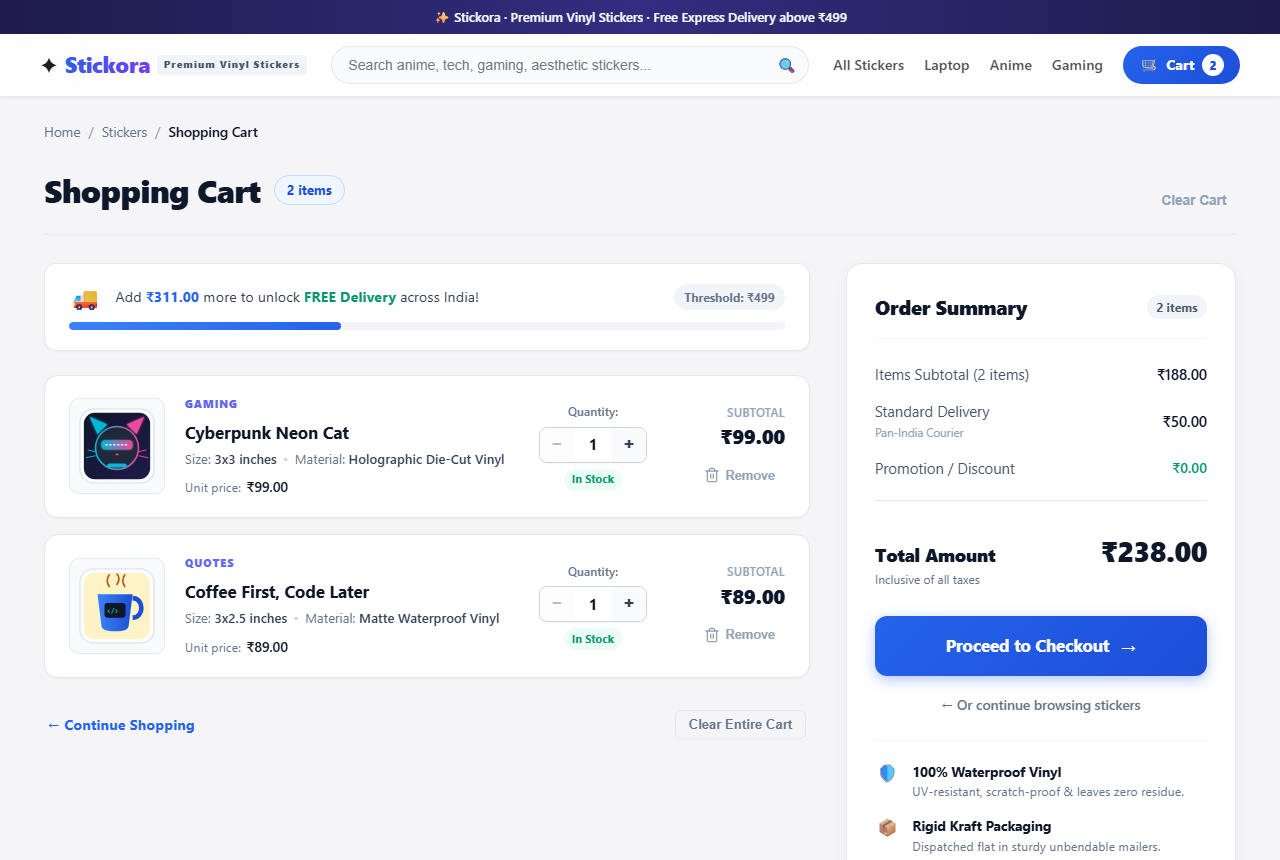 ✨ Stickora · Premium Vinyl Stickers · Free Express Delivery above ₹499
✦ Stickora Premium Vinyl Stickers
Search anime, tech, gaming, aesthetic stickers...
All Stickers Laptop Anime Gaming
Cart 2
Home / Stickers / Shopping Cart
Shopping Cart 2 items
Clear Cart
Add ₹311.00 more to unlock FREE Delivery across India!
Threshold: ₹499
GAMING
Cyberpunk Neon Cat
Size: 3x3 inches • Material: Holographic Die-Cut Vinyl
Unit price: ₹99.00
Quantity:
− 1 +
In Stock
SUBTOTAL
₹99.00
Remove
</>
QUOTES
Coffee First, Code Later
Size: 3x2.5 inches • Material: Matte Waterproof Vinyl
Unit price: ₹89.00
Quantity:
− 1 +
In Stock
SUBTOTAL
₹89.00
Remove
← Continue Shopping
Clear Entire Cart
Order Summary 2 items
Items Subtotal (2 items) ₹188.00
Standard Delivery ₹50.00
Pan-India Courier
Promotion / Discount ₹0.00
Total Amount ₹238.00
Inclusive of all taxes
Proceed to Checkout →
← Or continue browsing stickers
100% Waterproof Vinyl
UV-resistant, scratch-proof & leaves zero residue.
Rigid Kraft Packaging
Dispatched flat in sturdy unbendable mailers.